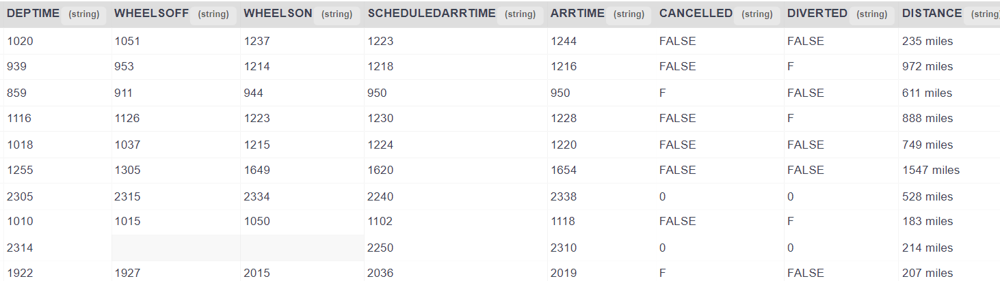 DEPTIME (string) WHEELSOFF (string) WHEELSON (string) SCHEDULEDARRTIME (string) ARRTIME (string) CANCELLED (string) DIVERTED (string) DISTANCE (string)
1020 1051 1237 1223 1244 FALSE FALSE 235 miles
939 953 1214 1218 1216 FALSE F 972 miles
859 911 944 950 950 F FALSE 611 miles
1116 1126 1223 1230 1228 FALSE F 888 miles
1018 1037 1215 1224 1220 FALSE FALSE 749 miles
1255 1305 1649 1620 1654 FALSE FALSE 1547 miles
2305 2315 2334 2240 2338 0 0 528 miles
1010 1015 1050 1102 1118 FALSE F 183 miles
2314 2250 2310 0 0 214 miles
1922 1927 2015 2036 2019 F FALSE 207 miles